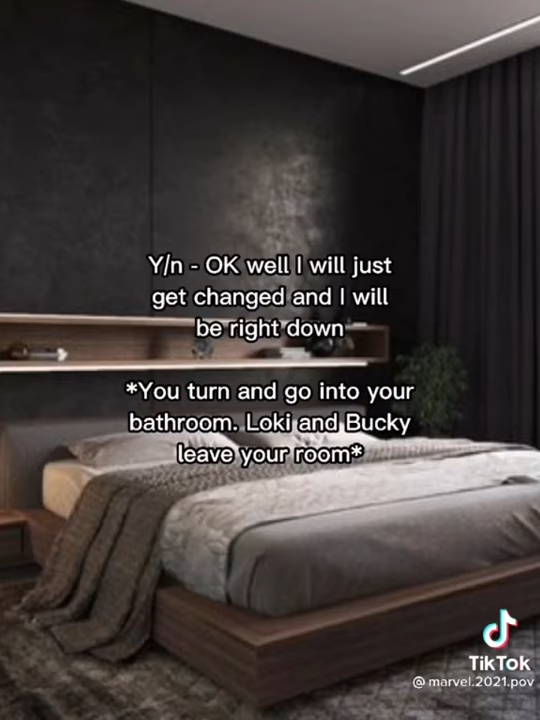 Y/n - OK well I will just
get changed and I will
be right down
*You turn and go into your
bathroom. Loki and Bucky
leave your room*
TikTok
@marvel.2021.pov